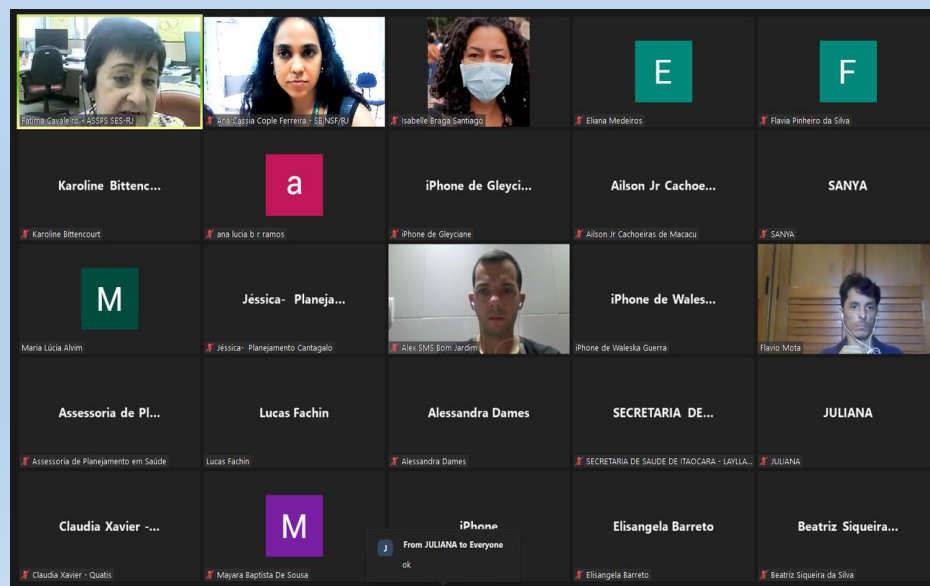 Fatima Cavaleiro - ASSPS SES-RJ
Ana Cássia Cople Ferreira - SE NSF/RJ
Isabelle Braga Santiago
E
Eliana Medeiros
F
Flavia Pinheiro da Silva
Karoline Bittenc...
Karoline Bittencourt
a
ana lucia b r ramos
iPhone de Gleyci...
iPhone de Gleyciane
Ailson Jr Cachoe...
Ailson Jr Cachoeiras de Macacu
SANYA
SANYA
M
Maria Lúcia Alvim
Jéssica- Planeja...
Jéssica- Planejamento Cantagalo
Alex SMS Bom Jardim
iPhone de Wales...
iPhone de Waleska Guerra
Flavio Mota
Assessoria de Pl...
Assessoria de Planejamento em Saúde
Lucas Fachin
Lucas Fachin
Alessandra Dames
Alessandra Dames
SECRETARIA DE...
SECRETARIA DE SAUDE DE ITAOCARA - LAYLLA...
JULIANA
JULIANA
Claudia Xavier -...
Claudia Xavier - Quatis
M
Mayara Baptista De Sousa
iPhone
J
From JULIANA to Everyone
ok
Elisangela Barreto
Elisangela Barreto
Beatriz Siqueira...
Beatriz Siqueira da Silva